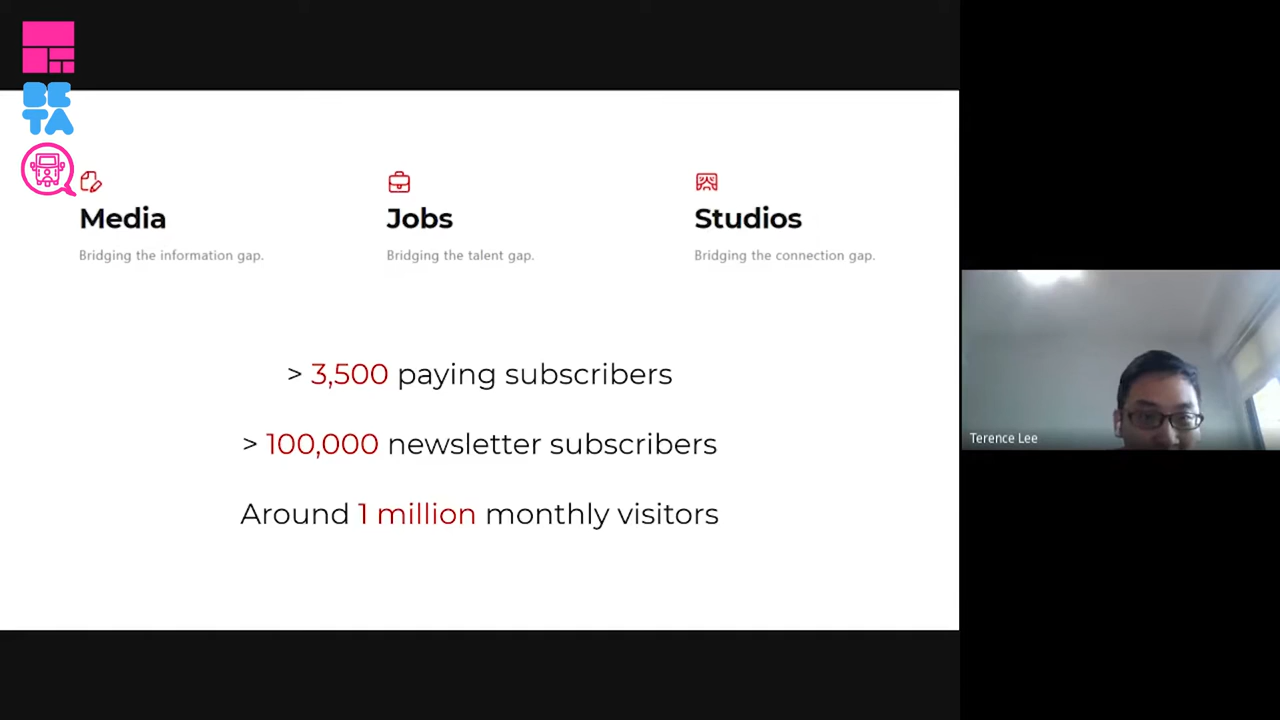 BE
TA
Media
Jobs
Studios
Bridging the information gap.
Bridging the talent gap.
Bridging the connection gap.
> 3,500 paying subscribers
> 100,000 newsletter subscribers
Around 1 million monthly visitors
Terence Lee